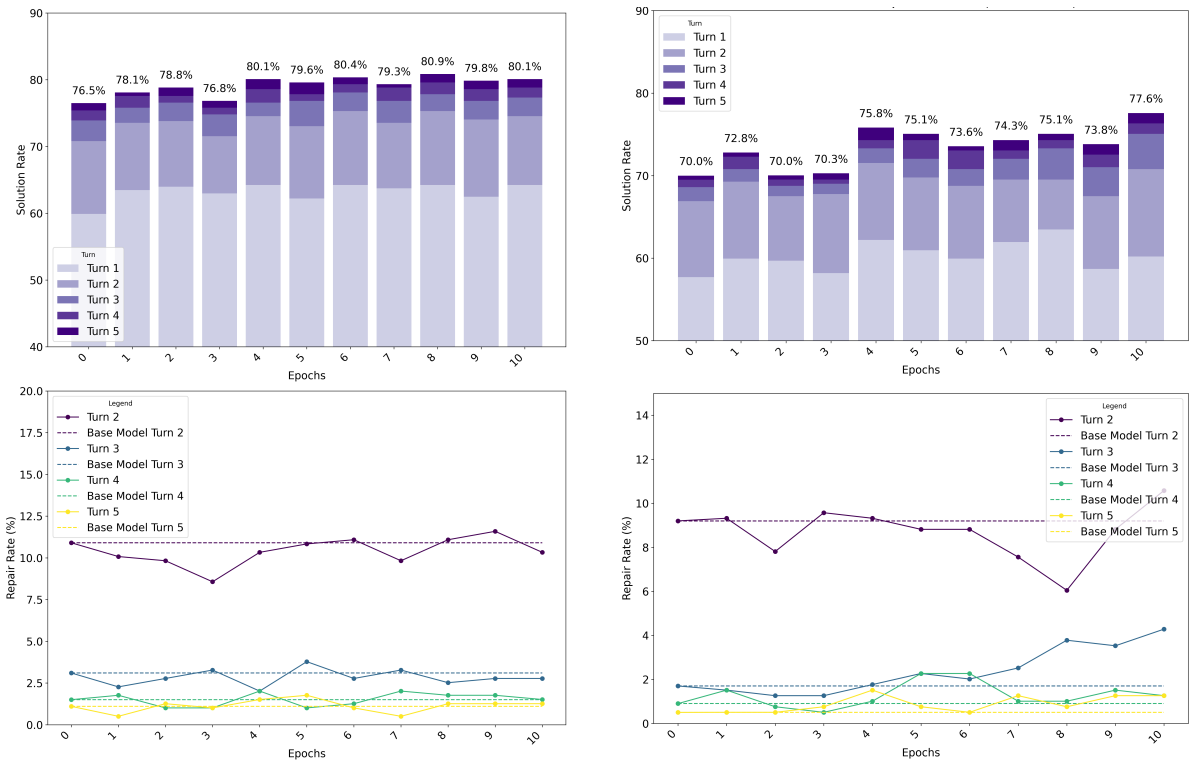 90
80
70
60
50
40
Solution Rate
76.5%
78.1%
78.8%
76.8%
80.1%
79.6%
80.4%
79.3%
80.9%
79.8%
80.1%
Turn
Turn 1
Turn 2
Turn 3
Turn 4
Turn 5
0 1 2 3 4 5 6 7 8 9 10
Epochs
90
80
70
60
50
Solution Rate
Turn
Turn 1
Turn 2
Turn 3
Turn 4
Turn 5
70.0%
72.8%
70.0%
70.3%
75.8%
75.1%
73.6%
74.3%
75.1%
73.8%
77.6%
0 1 2 3 4 5 6 7 8 9 10
Epochs
20.0
17.5
15.0
12.5
10.0
7.5
5.0
2.5
0.0
Repair Rate (%)
Legend
Turn 2
Base Model Turn 2
Turn 3
Base Model Turn 3
Turn 4
Base Model Turn 4
Turn 5
Base Model Turn 5
0 1 2 3 4 5 6 7 8 9 10
Epochs
14
12
10
8
6
4
2
0
Repair Rate (%)
Legend
Turn 2
Base Model Turn 2
Turn 3
Base Model Turn 3
Turn 4
Base Model Turn 4
Turn 5
Base Model Turn 5
0 1 2 3 4 5 6 7 8 9 10
Epochs